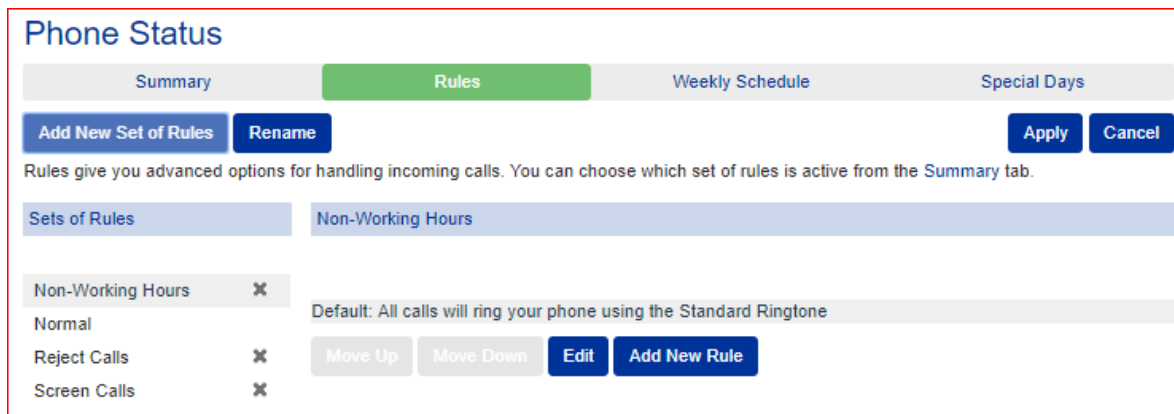 Phone Status
Summary Rules Weekly Schedule Special Days
Add New Set of Rules Rename Apply Cancel
Rules give you advanced options for handling incoming calls. You can choose which set of rules is active from the Summary tab.
Sets of Rules Non-Working Hours
Non-Working Hours
Default: All calls will ring your phone using the Standard Ringtone
Normal
Reject Calls
Move Up Move Down Edit Add New Rule
Screen Calls